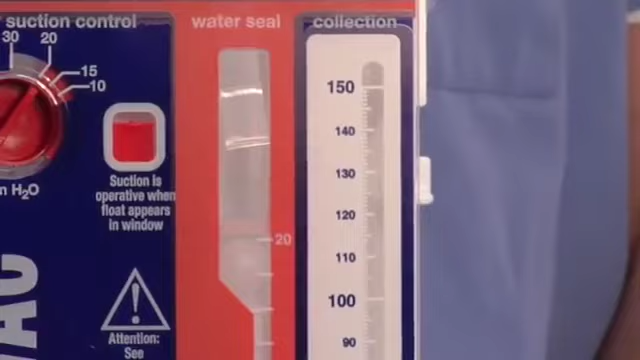 suction control
30
20
15
10
H₂O
Suction is
operative when
float appears
in window
Attention:
See
AC
water seal
20
collection
150
140
130
120
110
100
90